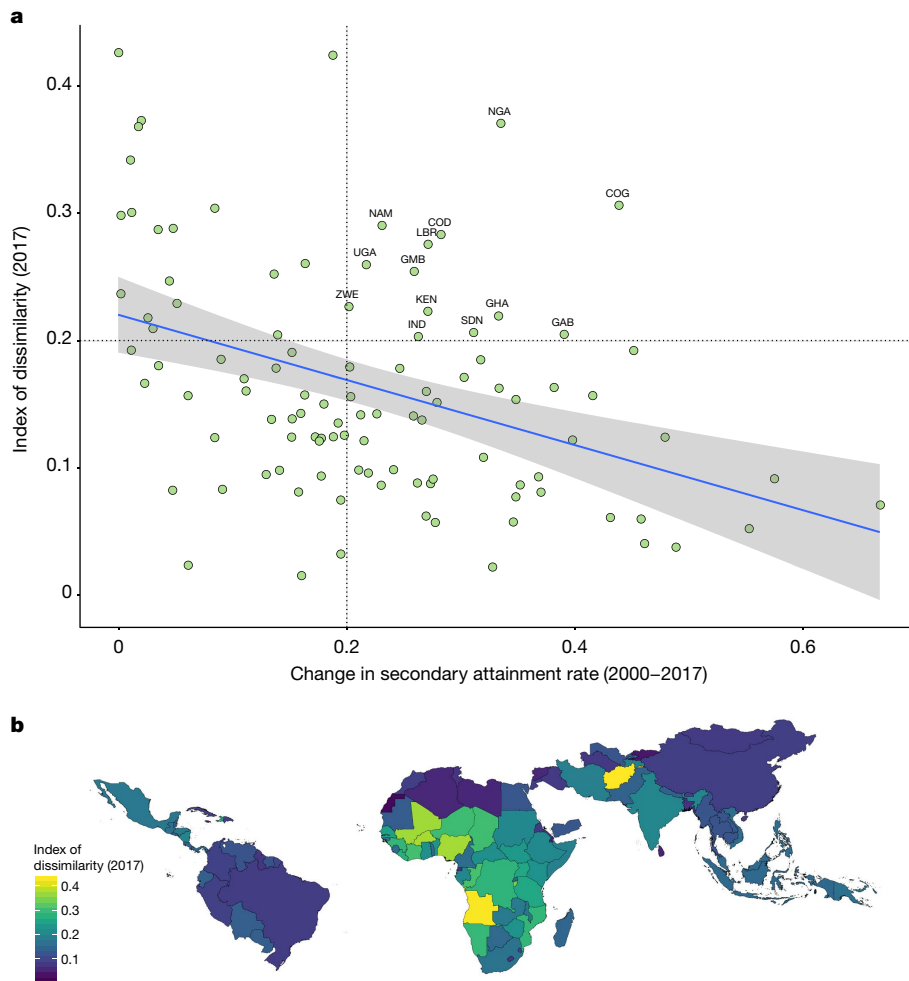 a
Index of dissimilarity (2017)
0.4
0.3
0.2
0.1
0
NGA
COG
NAM
COD
LBR
UGA
GMB
ZWE
KEN
GHA
SDN
IND
GAB
0
0.2
0.4
0.6
Change in secondary attainment rate (2000–2017)
b
Index of
dissimilarity (2017)
0.4
0.3
0.2
0.1